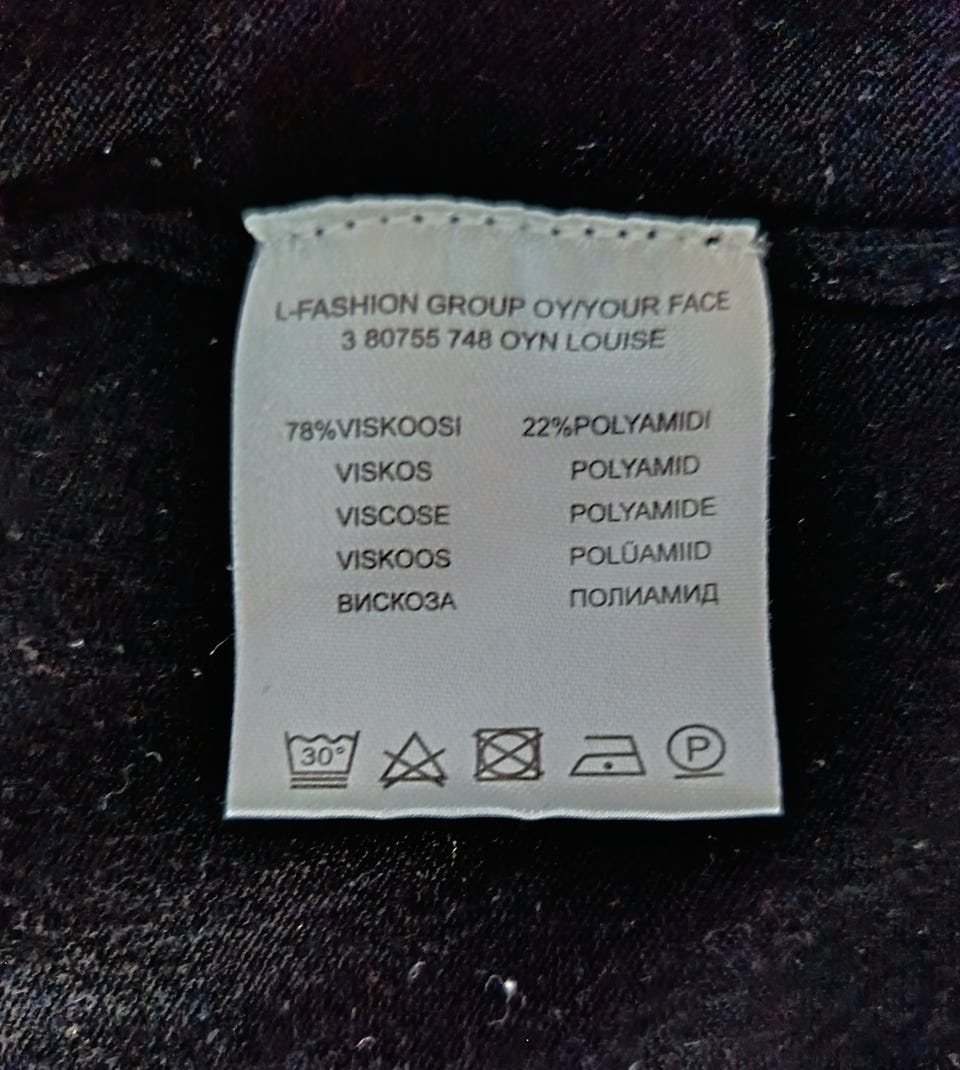 L-FASHION GROUP OY/YOUR FACE
3 80755 748 OYN LOUISE
78%VISKOOSI 22%POLYAMIDI
VISKOS POLYAMID
VISCOSE POLYAMIDE
VISKOOS POLÜAMIID
ВИСКОЗА ПОЛИАМИД
30° P